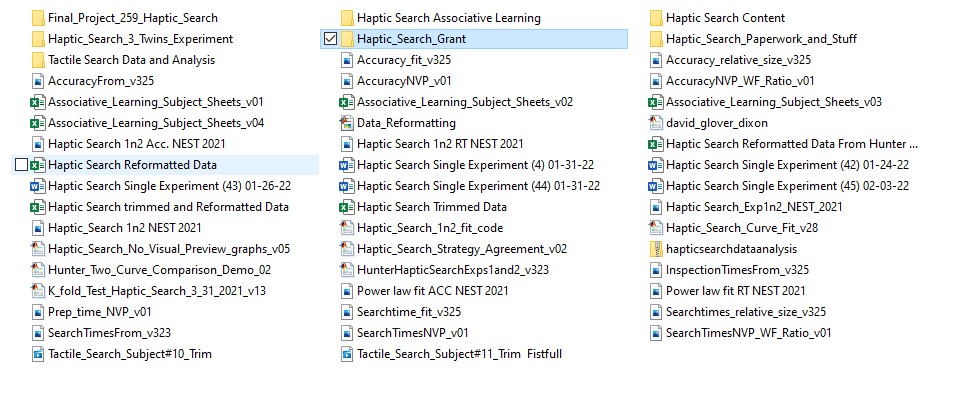 Final_Project_259_Haptic_Search Haptic Search Associative Learning Haptic Search Content
Haptic_Search_3_Twins_Experiment Haptic_Search_Grant Haptic_Search_Paperwork_and_Stuff
Tactile Search Data and Analysis Accuracy_fit_v325 Accuracy_relative_size_v325
AccuracyFrom_v325 AccuracyNVP_v01 AccuracyNVP_WF_Ratio_v01
Associative_Learning_Subject_Sheets_v01 Associative_Learning_Subject_Sheets_v02 Associative_Learning_Subject_Sheets_v03
Associative_Learning_Subject_Sheets_v04 Data_Reformatting david_glover_dixon
Haptic Search 1n2 Acc. NEST 2021 Haptic Search 1n2 RT NEST 2021 Haptic Search Reformatted Data From Hunter ...
Haptic Search Reformatted Data Haptic Search Single Experiment (4) 01-31-22 Haptic Search Single Experiment (42) 01-24-22
Haptic Search Single Experiment (43) 01-26-22 Haptic Search Single Experiment (44) 01-31-22 Haptic Search Single Experiment (45) 02-03-22
Haptic Search trimmed and Reformatted Data Haptic Search Trimmed Data Haptic Search_Exp1n2_NEST_2021
Haptic_Search 1n2 NEST 2021 Haptic_Search_1n2_fit_code Haptic_Search_Curve_Fit_v28
Haptic_Search_No_Visual_Preview_graphs_v05 Haptic_Search_Strategy_Agreement_v02 hapticsearchdataanalysis
Hunter_Two_Curve_Comparison_Demo_02 HunterHapticSearchExps1and2_v323 InspectionTimesFrom_v325
K_fold_Test_Haptic_Search_3_31_2021_v13 Power law fit ACC NEST 2021 Power law fit RT NEST 2021
Prep_time_NVP_v01 Searchtime_fit_v325 Searchtimes_relative_size_v325
SearchTimesFrom_v323 SearchTimesNVP_v01 SearchTimesNVP_WF_Ratio_v01
Tactile_Search_Subject#10_Trim Tactile_Search_Subject#11_Trim Fistfull